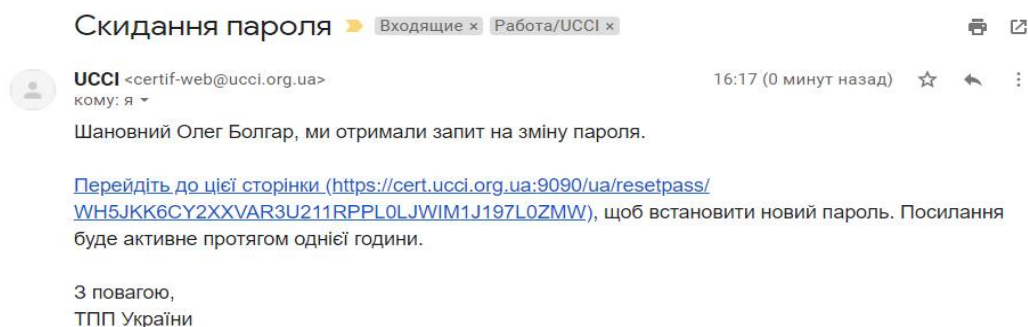 Скидання пароля Входящие × Работа/UCCI ×
UCCI <certif-web@ucci.org.ua> 16:17 (0 минут назад)
кому: я
Шановний Олег Болгар, ми отримали запит на зміну пароля.
Перейдіть до цієї сторінки (https://cert.ucci.org.ua:9090/ua/resetpass/
WH5JKK6CY2XXVAR3U211RPPL0LJWIM1J197L0ZMW), щоб встановити новий пароль. Посилання
буде активне протягом однієї години.
З повагою,
ТПП України